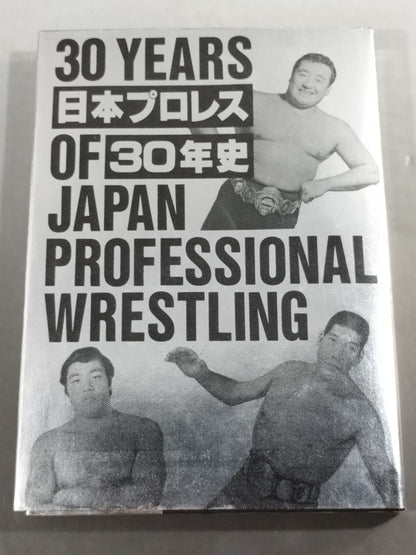 30 YEARS
日本プロレス
OF 30年史
JAPAN
PROFESSIONAL
WRESTLING